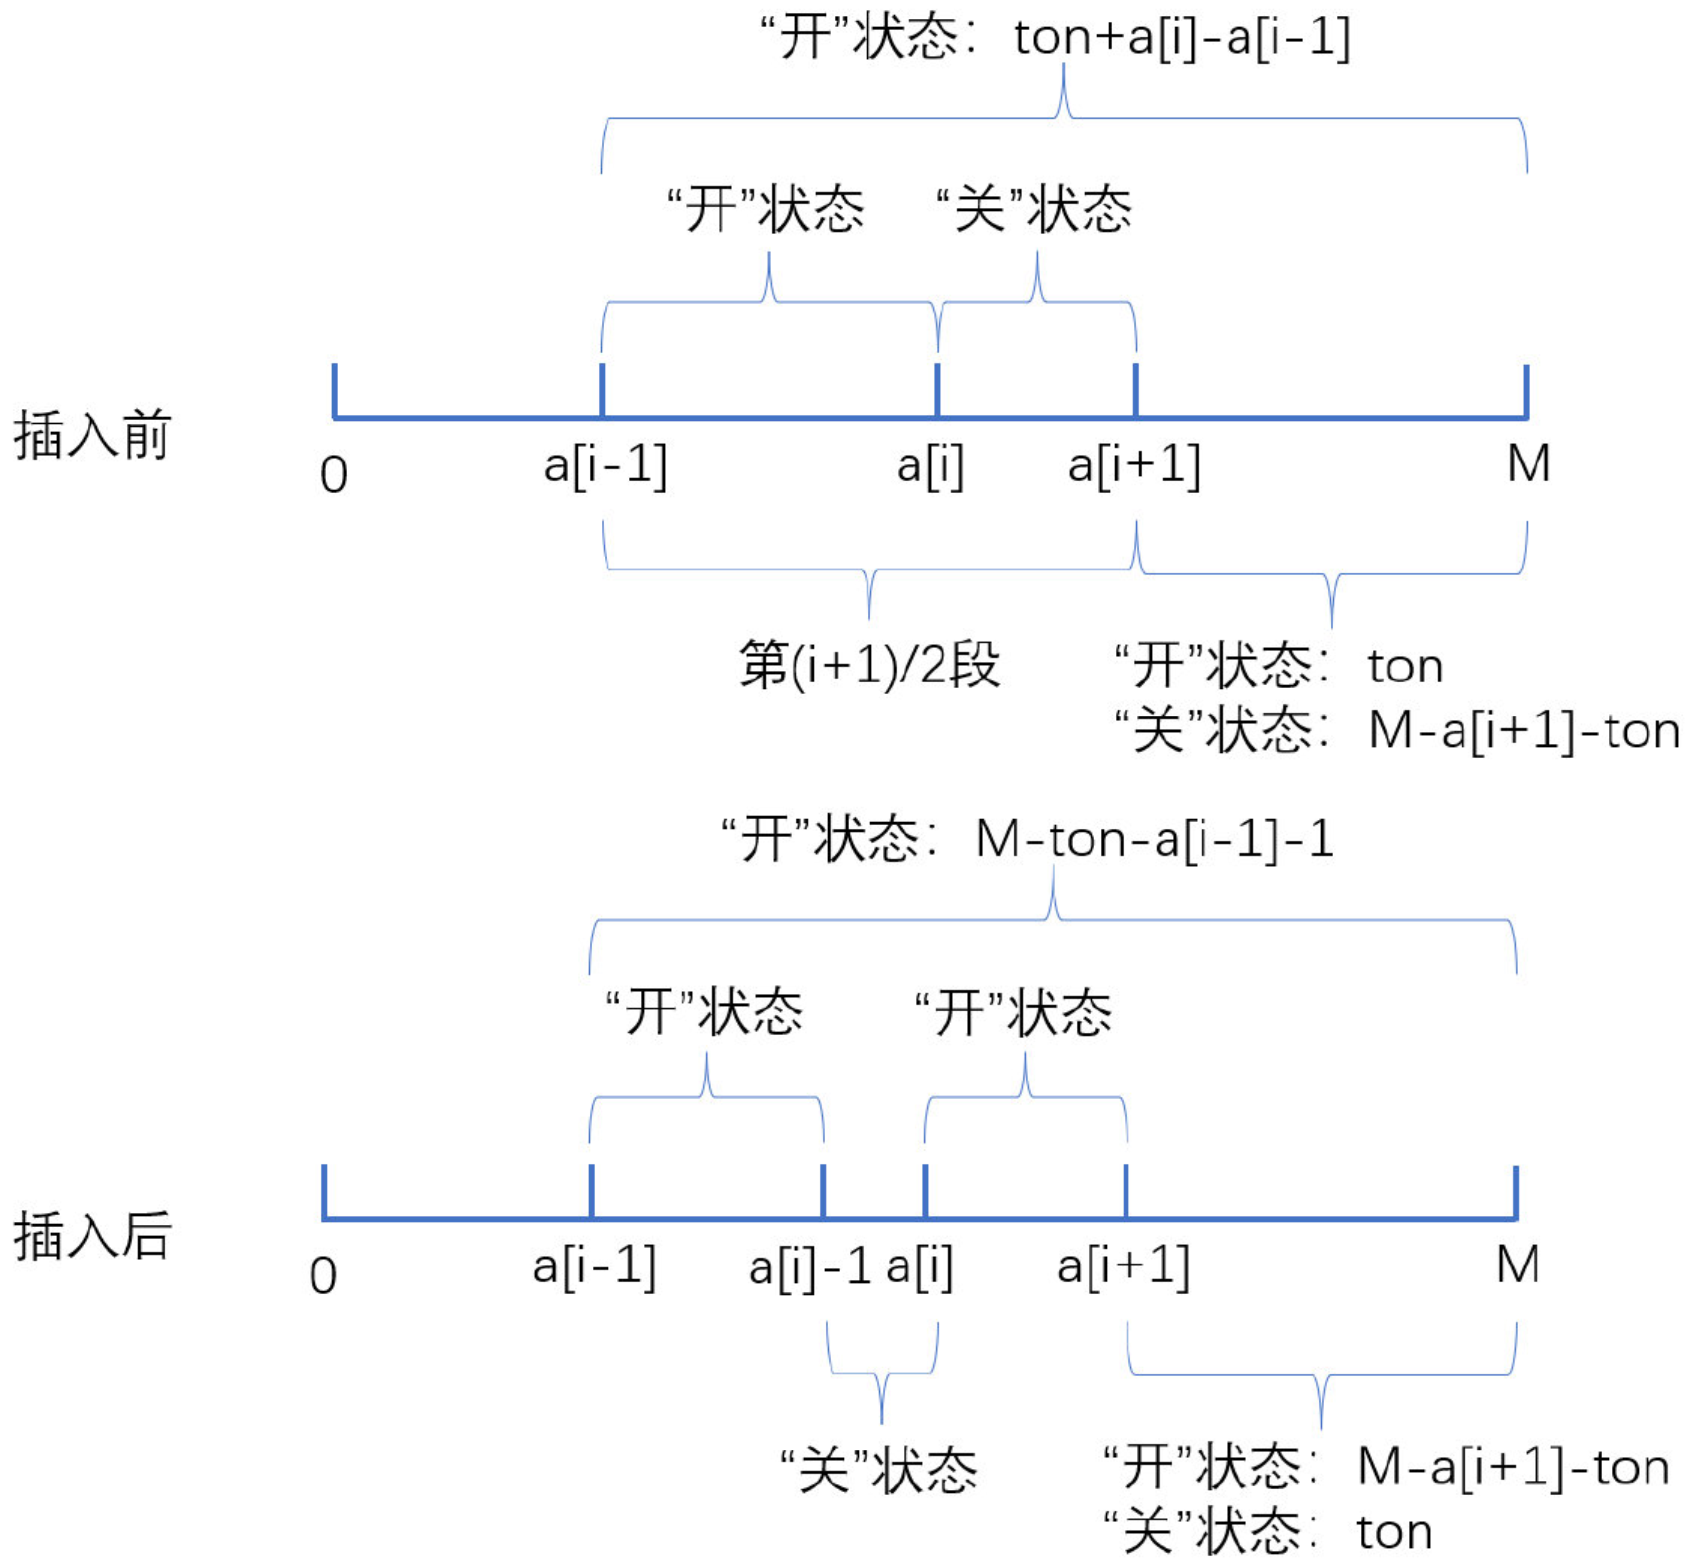 “开”状态：ton+a[i]-a[i-1]
“开”状态 “关”状态
插入前
0 a[i-1] a[i] a[i+1] M
第(i+1)/2段
“开”状态：ton
“关”状态：M-a[i+1]-ton
“开”状态：M-ton-a[i-1]-1
“开”状态 “开”状态
插入后
0 a[i-1] a[i]-1 a[i] a[i+1] M
“关”状态
“开”状态：M-a[i+1]-ton
“关”状态：ton